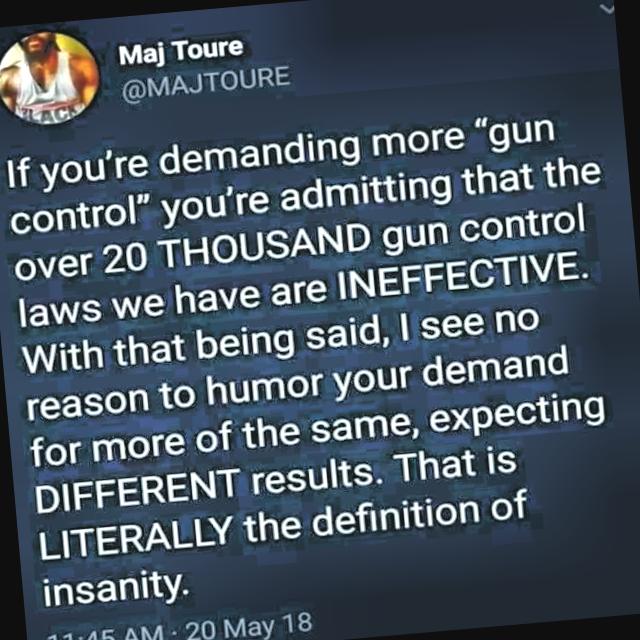 Maj Toure
@MAJTOURE
If you're demanding more “gun
control” you're admitting that the
over 20 THOUSAND gun control
laws we have are INEFFECTIVE.
With that being said, I see no
reason to humor your demand
for more of the same, expecting
DIFFERENT results. That is
LITERALLY the definition of
insanity.
11:45 AM · 20 May 18